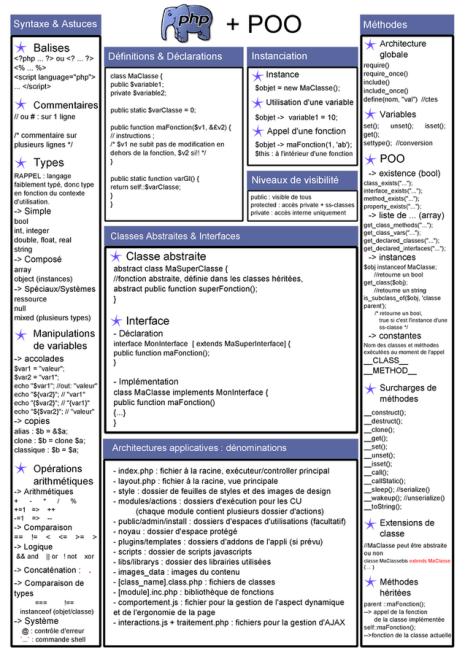 php + POO
Syntaxe & Astuces
Balises
<?php ... ?> ou <? ... ?>
<% ... %>
<script language="php">
... </script>
Commentaires
// ou # : sur 1 ligne
/* commentaire sur
plusieurs lignes */
Types
RAPPEL : langage
faiblement typé, donc type
en fonction du contexte
d'utilisation.
-> Simple
bool
int, integer
double, float, real
string
-> Composé
array
object (instances)
-> Spéciaux/Systèmes
ressource
null
mixed (plusieurs types)
Manipulations
de variables
-> accolades
$var1 = "valeur";
$var2 = "var1";
echo "$var1"; //out: "valeur"
echo "${var2}"; // "var1"
echo "${var2}"; // "{var1}"
echo "${$var2}"; // "valeur"
-> copies
alias : $b = &$a;
clone : $b = clone $a;
classique : $b = $a;
Opérations
arithmétiques
-> Arithmétiques
+ - * / %
+=1 => ++
-=1 => --
-> Comparaison
== != < <= >= >
-> Logique
&& and || or ! not xor
-> Concaténation : .
-> Comparaison de
types
=== !==
instanceof (objet/classe)
-> Système
@ : contrôle d'erreur
`...` : commande shell
Définitions & Déclarations
class MaClasse {
public $variable1;
private $variable2;
public static $varClasse = 0;
public function maFonction($v1, &Ev2) {
// instructions ;
/* $v1 ne subit pas de modification en
dehors de la fonction, $v2 si!! */
}
public static function varGl() {
return self::$varClasse;
}
}
Instanciation
Instance
$objet = new MaClasse();
Utilisation d'une variable
$objet -> variable1 = 10;
Appel d'une fonction
$objet -> maFonction(1, 'ab');
$this : à l'intérieur d'une fonction
Niveaux de visibilité
public : visible de tous
protected : accès privé + ss-classes
private : accès interne uniquement
Classes Abstraites & Interfaces
Classe abstraite
abstract class MaSuperClasse {
//fonction abstraite, définie dans les classes héritées,
abstract public function superFonction();
}
Interface
- Déclaration
interface MonInterface [ extends MaSuperInterface] {
public function maFonction();
}
- Implémentation
class MaClasse implements MonInterface {
public function maFonction()
{...}
}
Architectures applicatives : dénominations
- index.php : fichier à la racine, exécuteur/controller principal
- layout.php : fichier à la racine, vue principale
- style : dossier de feuilles de styles et des images de design
- modules/actions : dossiers d'exécution pour les CU
(chaque module contient plusieurs dossier d'actions)
- public/admin/install : dossiers d'espaces d'utilisations (facultatif)
- noyau : dossier d'espace protégé
- plugins/templates : dossiers d'addons de l'appli (si prévu)
- scripts : dossier de scripts javascripts
- libs/librarys : dossier des librairies utilisées
- images_data : images du contenu
- [class_name].class.php : fichiers de classes
- [module].inc.php : bibliothèque de fonctions
- comportement.js : fichier pour la gestion de l'aspect dynamique
et de l'ergonomie de la page
- interactions.js + traitement.php : fichiers pour la gestion d'AJAX
Méthodes
Architecture
globale
require()
require_once()
include()
include_once()
define(nom, "val") //ctes
Variables
set(); unset(); isset();
get();
settype(); //conversion
POO
-> existence (bool)
class_exists("...");
interface_exists("...");
method_exists("...");
property_exists("...");
-> liste de ... (array)
get_class_methods("...");
get_class_vars("...");
get_declared_classes("...");
get_declared_interfaces("...");
-> instances
$obj instanceof MaClasse;
//retourne un bool
get_class($obj);
//retourne un string
is_subclass_of($obj, 'classe
parent');
/* retourne un bool,
true si c'est l'instance d'une
ss-classe */
-> constantes
Nom des classes et méthodes
exécutées au moment de l'appel
__CLASS__
__METHOD__
Surcharges de
méthodes
__construct();
__destruct();
__clone();
__get();
__set();
__unset();
__isset();
__call();
__callStatic();
__sleep(); //serialize()
__wakeup(); //unserialize()
__toString();
Extensions de
classe
//MaClasse peut être abstraite
ou non
class MaClassebis extends MaClasse
{... }
Méthodes
héritées
parent ::maFonction();
--> appel de la fonction
de la classe implémentée
self::maFonction();
-->fonction de la classe actuelle